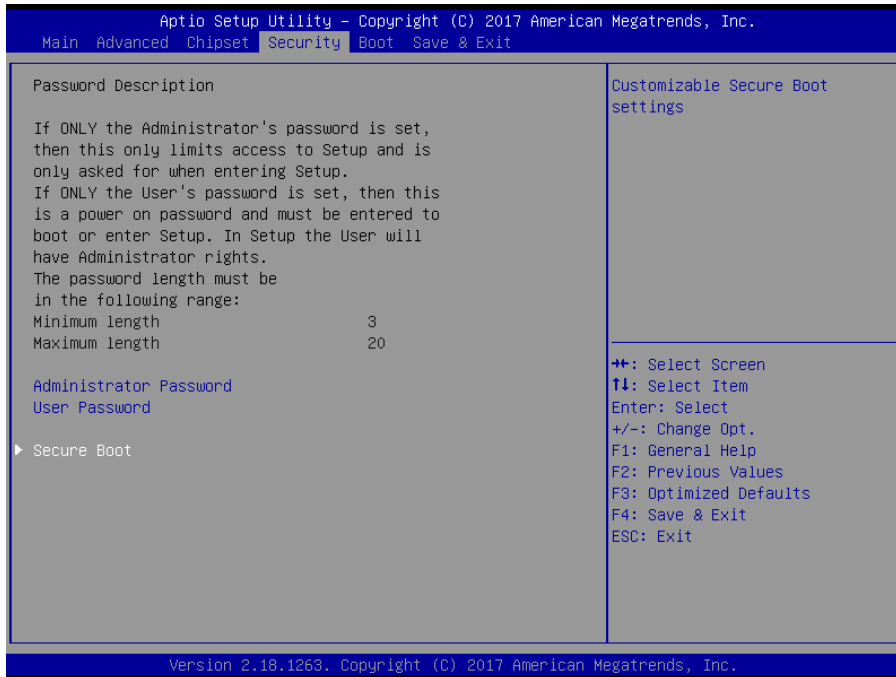 Aptio Setup Utility – Copyright (C) 2017 American Megatrends, Inc.
Main Advanced Chipset Security Boot Save & Exit
Password Description
If ONLY the Administrator's password is set,
then this only limits access to Setup and is
only asked for when entering Setup.
If ONLY the User's password is set, then this
is a power on password and must be entered to
boot or enter Setup. In Setup the User will
have Administrator rights.
The password length must be
in the following range:
Minimum length 3
Maximum length 20
Administrator Password
User Password
Secure Boot
Customizable Secure Boot
settings
→←: Select Screen
↑↓: Select Item
Enter: Select
+/-: Change Opt.
F1: General Help
F2: Previous Values
F3: Optimized Defaults
F4: Save & Exit
ESC: Exit
Version 2.18.1263. Copyright (C) 2017 American Megatrends, Inc.